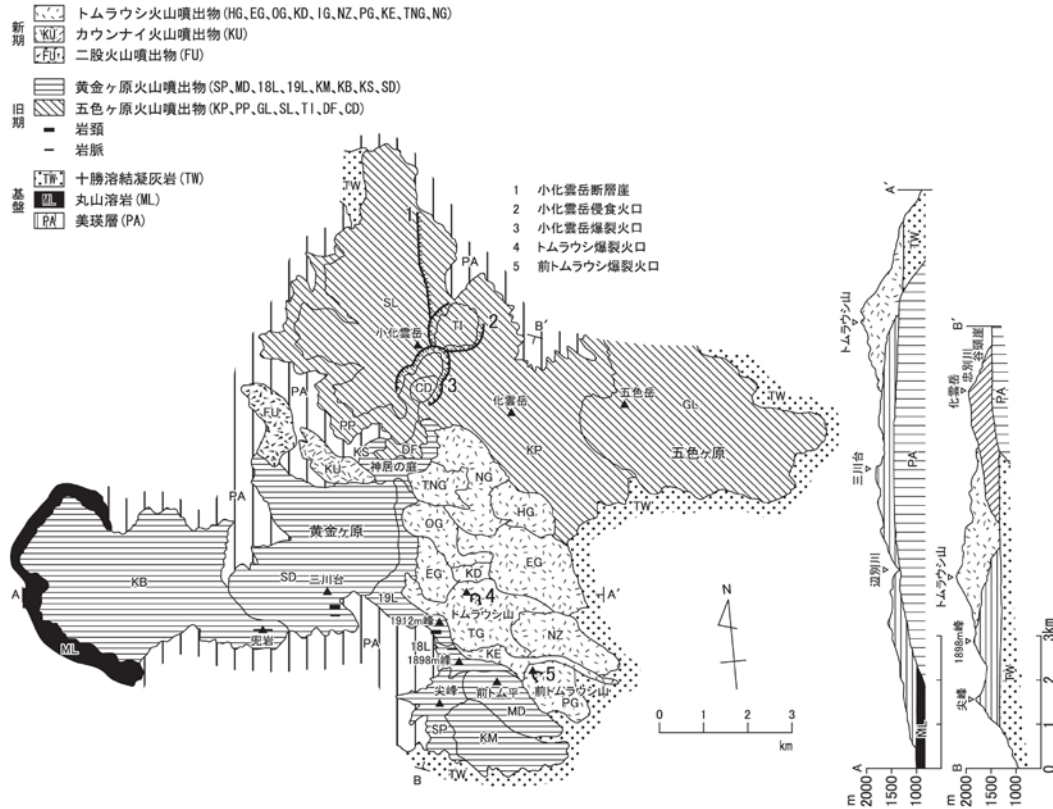 新期
トムラウシ火山噴出物(HG、EG、OG、KD、IG、NZ、PG、KE、TNG、NG)
KU カウンナイ火山噴出物(KU)
FU 二股火山噴出物(FU)
旧期
黄金ヶ原火山噴出物(SP、MD、18L、19L、KM、KB、KS、SD)
五色ヶ原火山噴出物(KP、PP、GL、SL、TI、DF、CD)
岩頚
岩脈
基盤
TW 十勝溶結凝灰岩(TW)
ML 丸山溶岩(ML)
PA 美瑛層(PA)
1 小化雲岳断層崖
2 小化雲岳侵食火口
3 小化雲岳爆裂火口
4 トムラウシ爆裂火口
5 前トムラウシ爆裂火口
TW
1
PA
SL
TI
2
B′
小化雲岳
CD
3
PA
化雲岳
五色岳
GL
TW
FU
PP
KS
DF
KP
五色ヶ原
KU
神居の庭
NG
TNG
TW
PA
HG
黄金ヶ原
OG
EG
KB
SD
三川台
EG
KD
A
19L
4
A′
トムラウシ山
1912m峰
兜岩
TG
NZ
ML
PA
18L
KE
1898m峰
5
尖峰
前トム平
前トムラウシ山
MD
PG
SP
KM
B
TW
N
0 1 2 3
km
A′
TW
トムラウシ山
三川台
PA
辺別川
ML
A
m
2000
1500
1000
B′
忠別川谷頭崖
化雲岳
PA
トムラウシ山
1898m峰
尖峰
TW
B
m
2000
1500
1000
3km
2
1
0